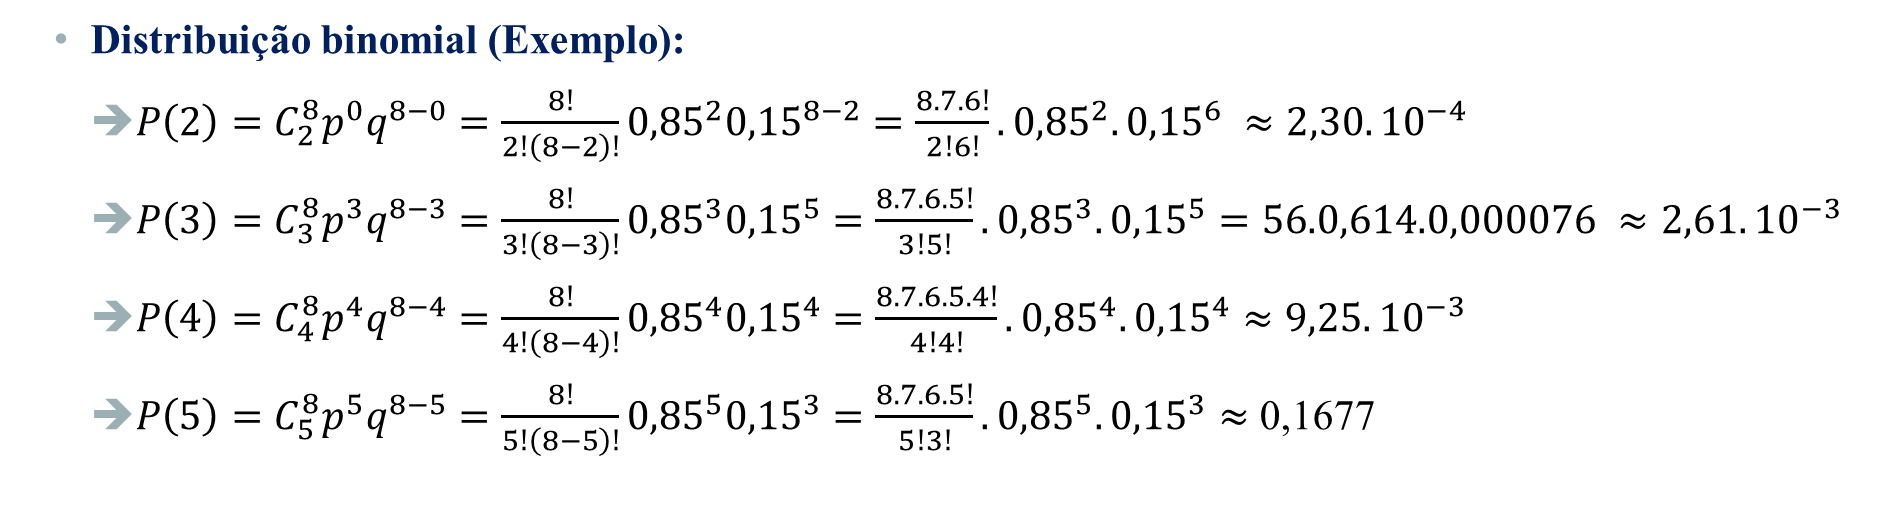 • Distribuição binomial (Exemplo):
➔ P(2) = C₂⁸p⁰q⁸⁻⁰ = 8!/(2!(8−2)!) 0,85²0,15⁸⁻² = 8.7.6!/(2!6!) . 0,85². 0,15⁶ ≈ 2,30. 10⁻⁴
➔ P(3) = C₃⁸p³q⁸⁻³ = 8!/(3!(8−3)!) 0,85³0,15⁵ = 8.7.6.5!/(3!5!) . 0,85³. 0,15⁵ = 56.0,614.0,000076 ≈ 2,61. 10⁻³
➔ P(4) = C₄⁸p⁴q⁸⁻⁴ = 8!/(4!(8−4)!) 0,85⁴0,15⁴ = 8.7.6.5.4!/(4!4!) . 0,85⁴. 0,15⁴ ≈ 9,25. 10⁻³
➔ P(5) = C₅⁸p⁵q⁸⁻⁵ = 8!/(5!(8−5)!) 0,85⁵0,15³ = 8.7.6.5!/(5!3!) . 0,85⁵. 0,15³ ≈ 0,1677